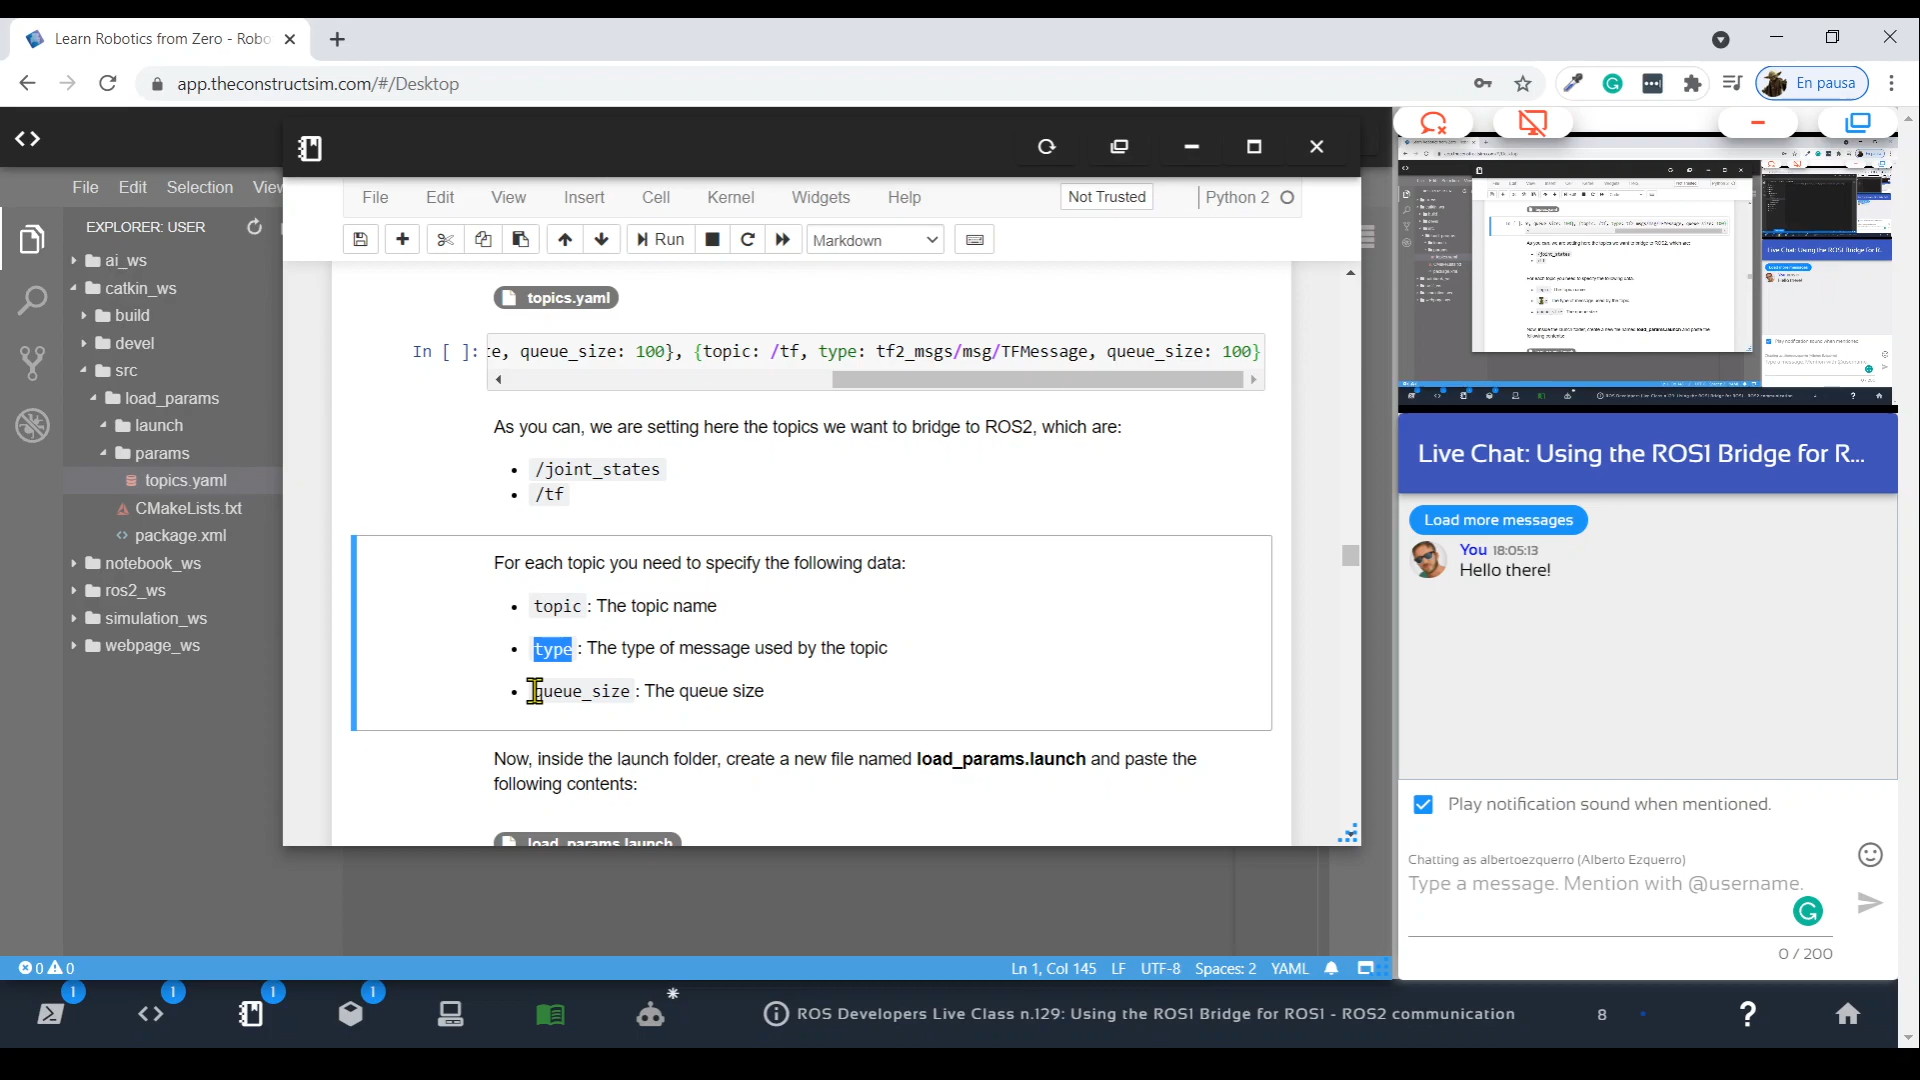 Learn Robotics from Zero - Robo
app.theconstructsim.com/#/Desktop
En pausa
File Edit Selection View
EXPLORER: USER
ai_ws
catkin_ws
build
devel
src
load_params
launch
params
topics.yaml
CMakeLists.txt
package.xml
notebook_ws
ros2_ws
simulation_ws
webpage_ws
File Edit View Insert Cell Kernel Widgets Help
Not Trusted
Python 2
Run
Markdown
topics.yaml
In [ ]: e, queue_size: 100}, {topic: /tf, type: tf2_msgs/msg/TFMessage, queue_size: 100}
As you can, we are setting here the topics we want to bridge to ROS2, which are:
• /joint_states
• /tf
For each topic you need to specify the following data:
• topic : The topic name
• type : The type of message used by the topic
• queue_size : The queue size
Now, inside the launch folder, create a new file named load_params.launch and paste the
following contents:
load_params.launch
Live Chat: Using the ROS1 Bridge for R...
Load more messages
You 18:05:13
Hello there!
Play notification sound when mentioned.
Chatting as albertoezquerro (Alberto Ezquerro)
Type a message. Mention with @username.
0 / 200
0 0
Ln 1, Col 145 LF UTF-8 Spaces: 2 YAML
1 1 1 1
ROS Developers Live Class n.129: Using the ROS1 Bridge for ROS1 - ROS2 communication
8
?